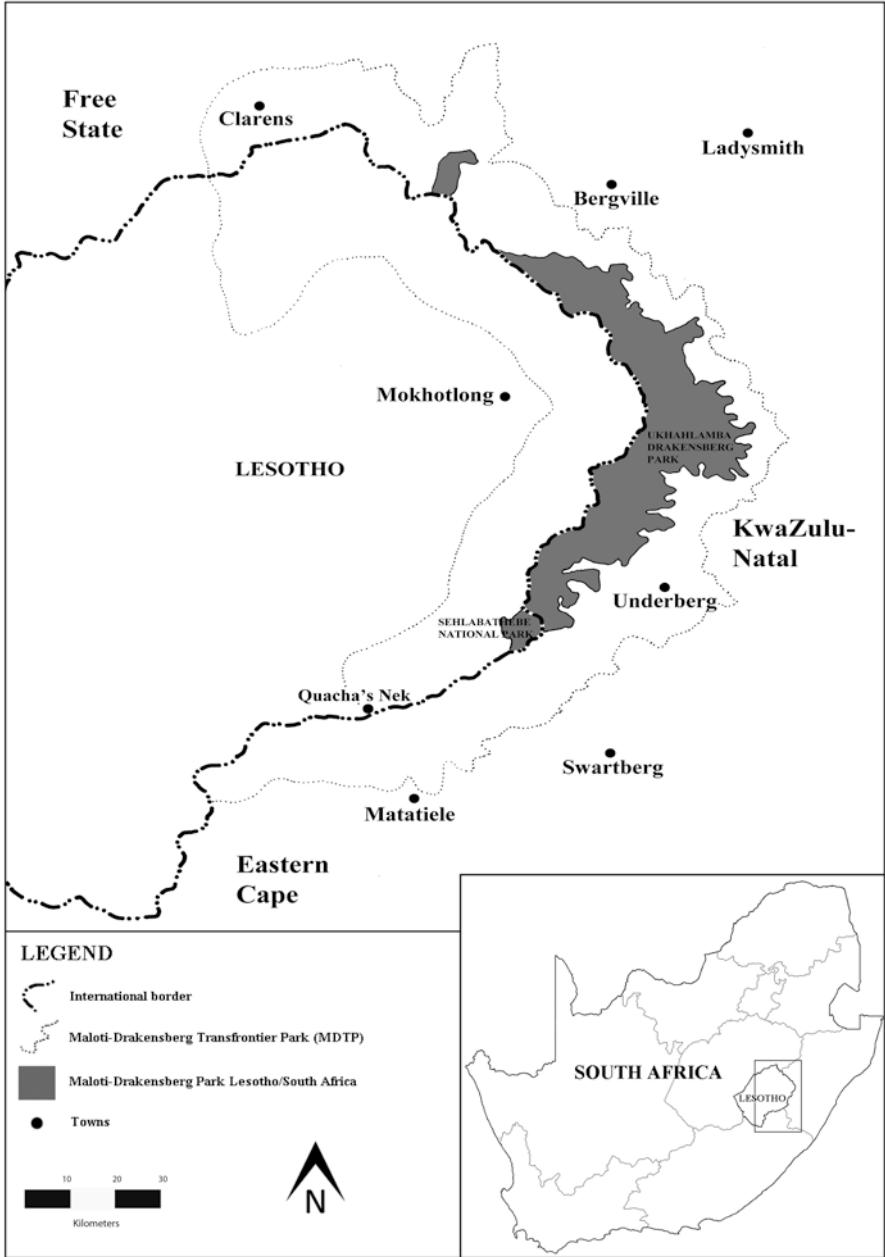 Free
State
Clarens
Ladysmith
Bergville
Mokhotlong
UKHAHLAMBA
DRAKENSBERG
PARK
LESOTHO
KwaZulu-
Natal
Underberg
SEHLABATHEBE
NATIONAL PARK
Quacha's Nek
Swartberg
Matatiele
Eastern
Cape
LEGEND
International border
Maloti-Drakensberg Transfrontier Park (MDTP)
Maloti-Drakensberg Park Lesotho/South Africa
Towns
10 20 30
Kilometers
N
SOUTH AFRICA
LESOTHO